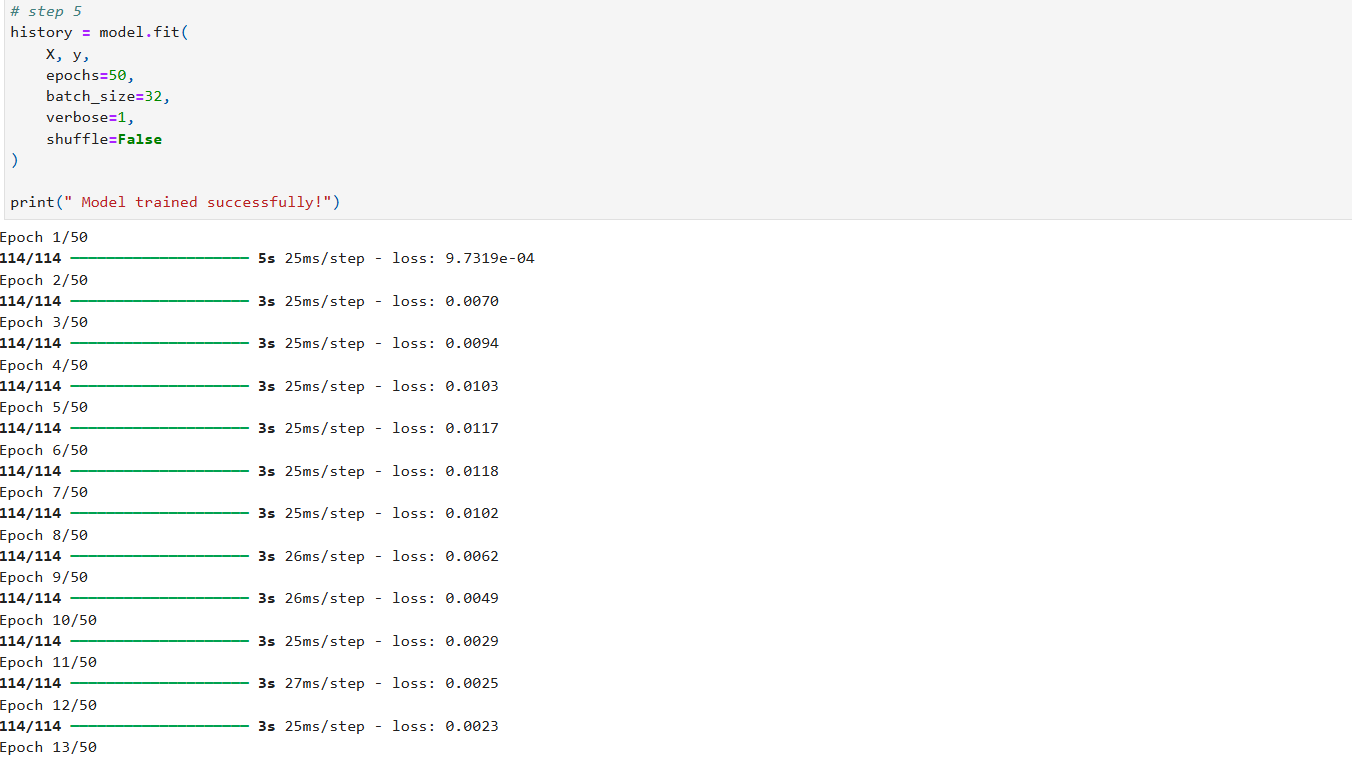 # step 5
history = model.fit(
    X, y,
    epochs=50,
    batch_size=32,
    verbose=1,
    shuffle=False
)
print(" Model trained successfully!")
Epoch 1/50
114/114 ━━━━━━━━━━━━━━━━━━━━ 5s 25ms/step - loss: 9.7319e-04
Epoch 2/50
114/114 ━━━━━━━━━━━━━━━━━━━━ 3s 25ms/step - loss: 0.0070
Epoch 3/50
114/114 ━━━━━━━━━━━━━━━━━━━━ 3s 25ms/step - loss: 0.0094
Epoch 4/50
114/114 ━━━━━━━━━━━━━━━━━━━━ 3s 25ms/step - loss: 0.0103
Epoch 5/50
114/114 ━━━━━━━━━━━━━━━━━━━━ 3s 25ms/step - loss: 0.0117
Epoch 6/50
114/114 ━━━━━━━━━━━━━━━━━━━━ 3s 25ms/step - loss: 0.0118
Epoch 7/50
114/114 ━━━━━━━━━━━━━━━━━━━━ 3s 25ms/step - loss: 0.0102
Epoch 8/50
114/114 ━━━━━━━━━━━━━━━━━━━━ 3s 26ms/step - loss: 0.0062
Epoch 9/50
114/114 ━━━━━━━━━━━━━━━━━━━━ 3s 26ms/step - loss: 0.0049
Epoch 10/50
114/114 ━━━━━━━━━━━━━━━━━━━━ 3s 25ms/step - loss: 0.0029
Epoch 11/50
114/114 ━━━━━━━━━━━━━━━━━━━━ 3s 27ms/step - loss: 0.0025
Epoch 12/50
114/114 ━━━━━━━━━━━━━━━━━━━━ 3s 25ms/step - loss: 0.0023
Epoch 13/50